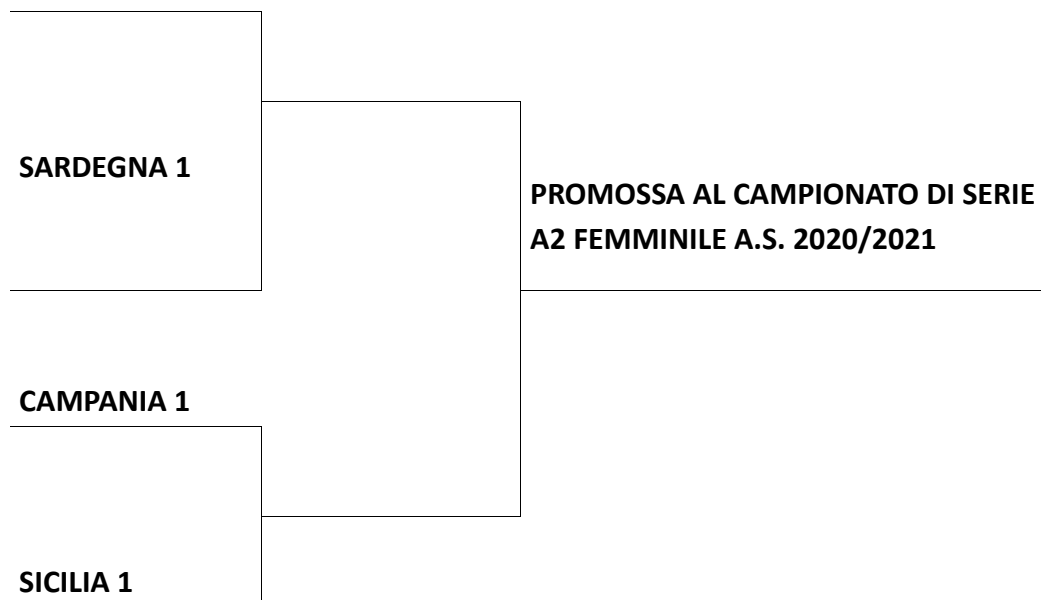 SARDEGNA 1
PROMOSSA AL CAMPIONATO DI SERIE
A2 FEMMINILE A.S. 2020/2021
CAMPANIA 1
SICILIA 1